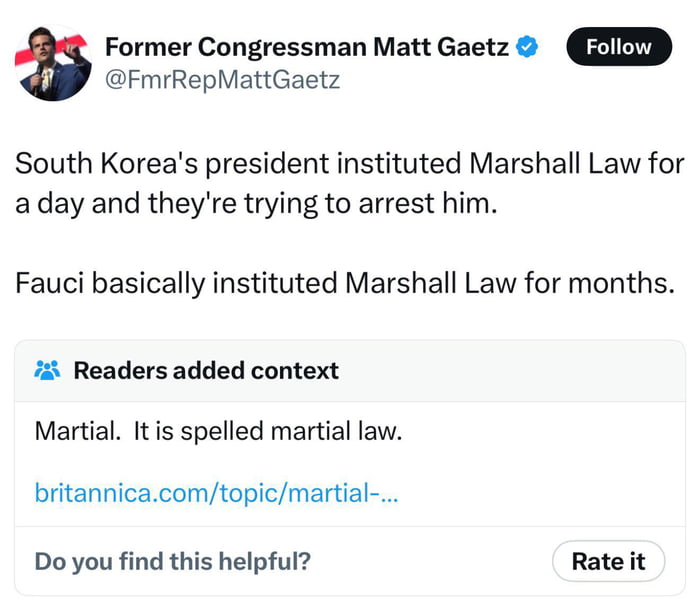 Former Congressman Matt Gaetz
Follow
@FmrRepMattGaetz
South Korea's president instituted Marshall Law for
a day and they're trying to arrest him.
Fauci basically instituted Marshall Law for months.
Readers added context
Martial.  It is spelled martial law.
britannica.com/topic/martial-...
Do you find this helpful?
Rate it